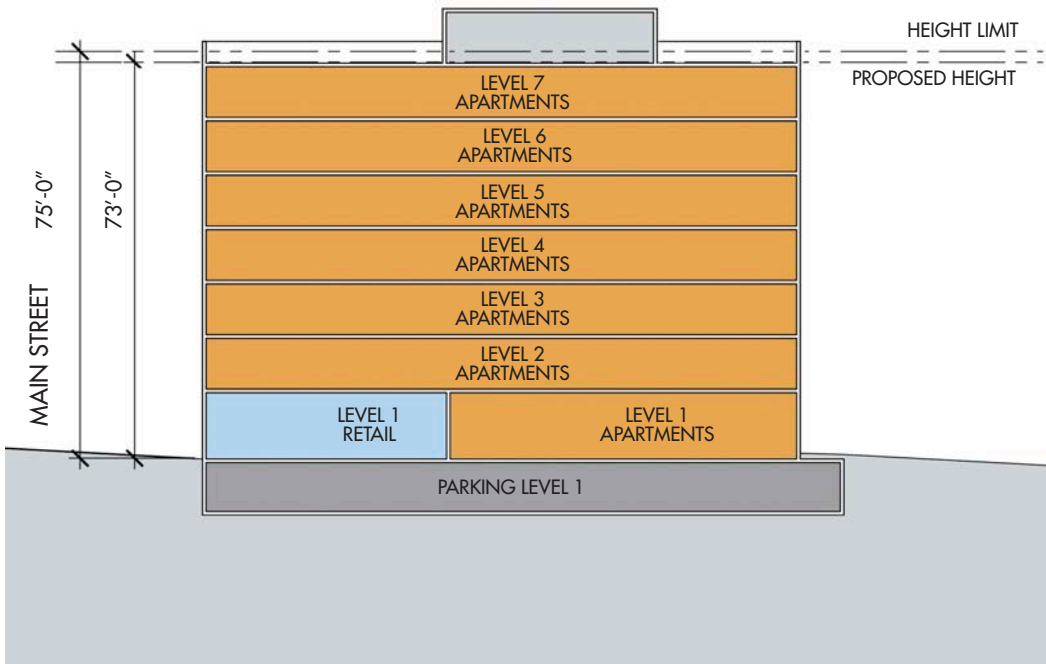 HEIGHT LIMIT
PROPOSED HEIGHT
LEVEL 7
APARTMENTS
LEVEL 6
APARTMENTS
LEVEL 5
APARTMENTS
LEVEL 4
APARTMENTS
LEVEL 3
APARTMENTS
LEVEL 2
APARTMENTS
LEVEL 1
RETAIL
LEVEL 1
APARTMENTS
PARKING LEVEL 1
MAIN STREET
75'-0"
73'-0"